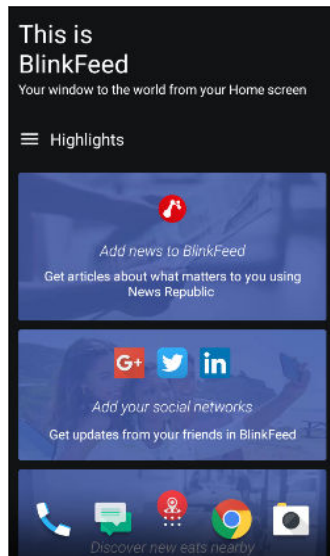 This is
BlinkFeed
Your window to the world from your Home screen
Highlights
Add news to BlinkFeed
Get articles about what matters to you using
News Republic
G+ in
Add your social networks
Get updates from your friends in BlinkFeed
Discover new eats nearby